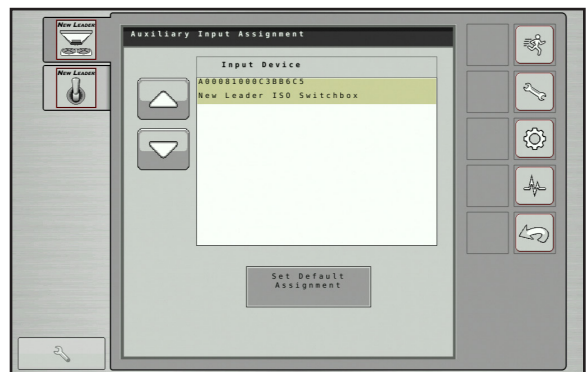 New Leader
New Leader
Auxiliary Input Assignment
Input Device
A00081000C3BB6C5
New Leader ISO Switchbox
Set Default
Assignment